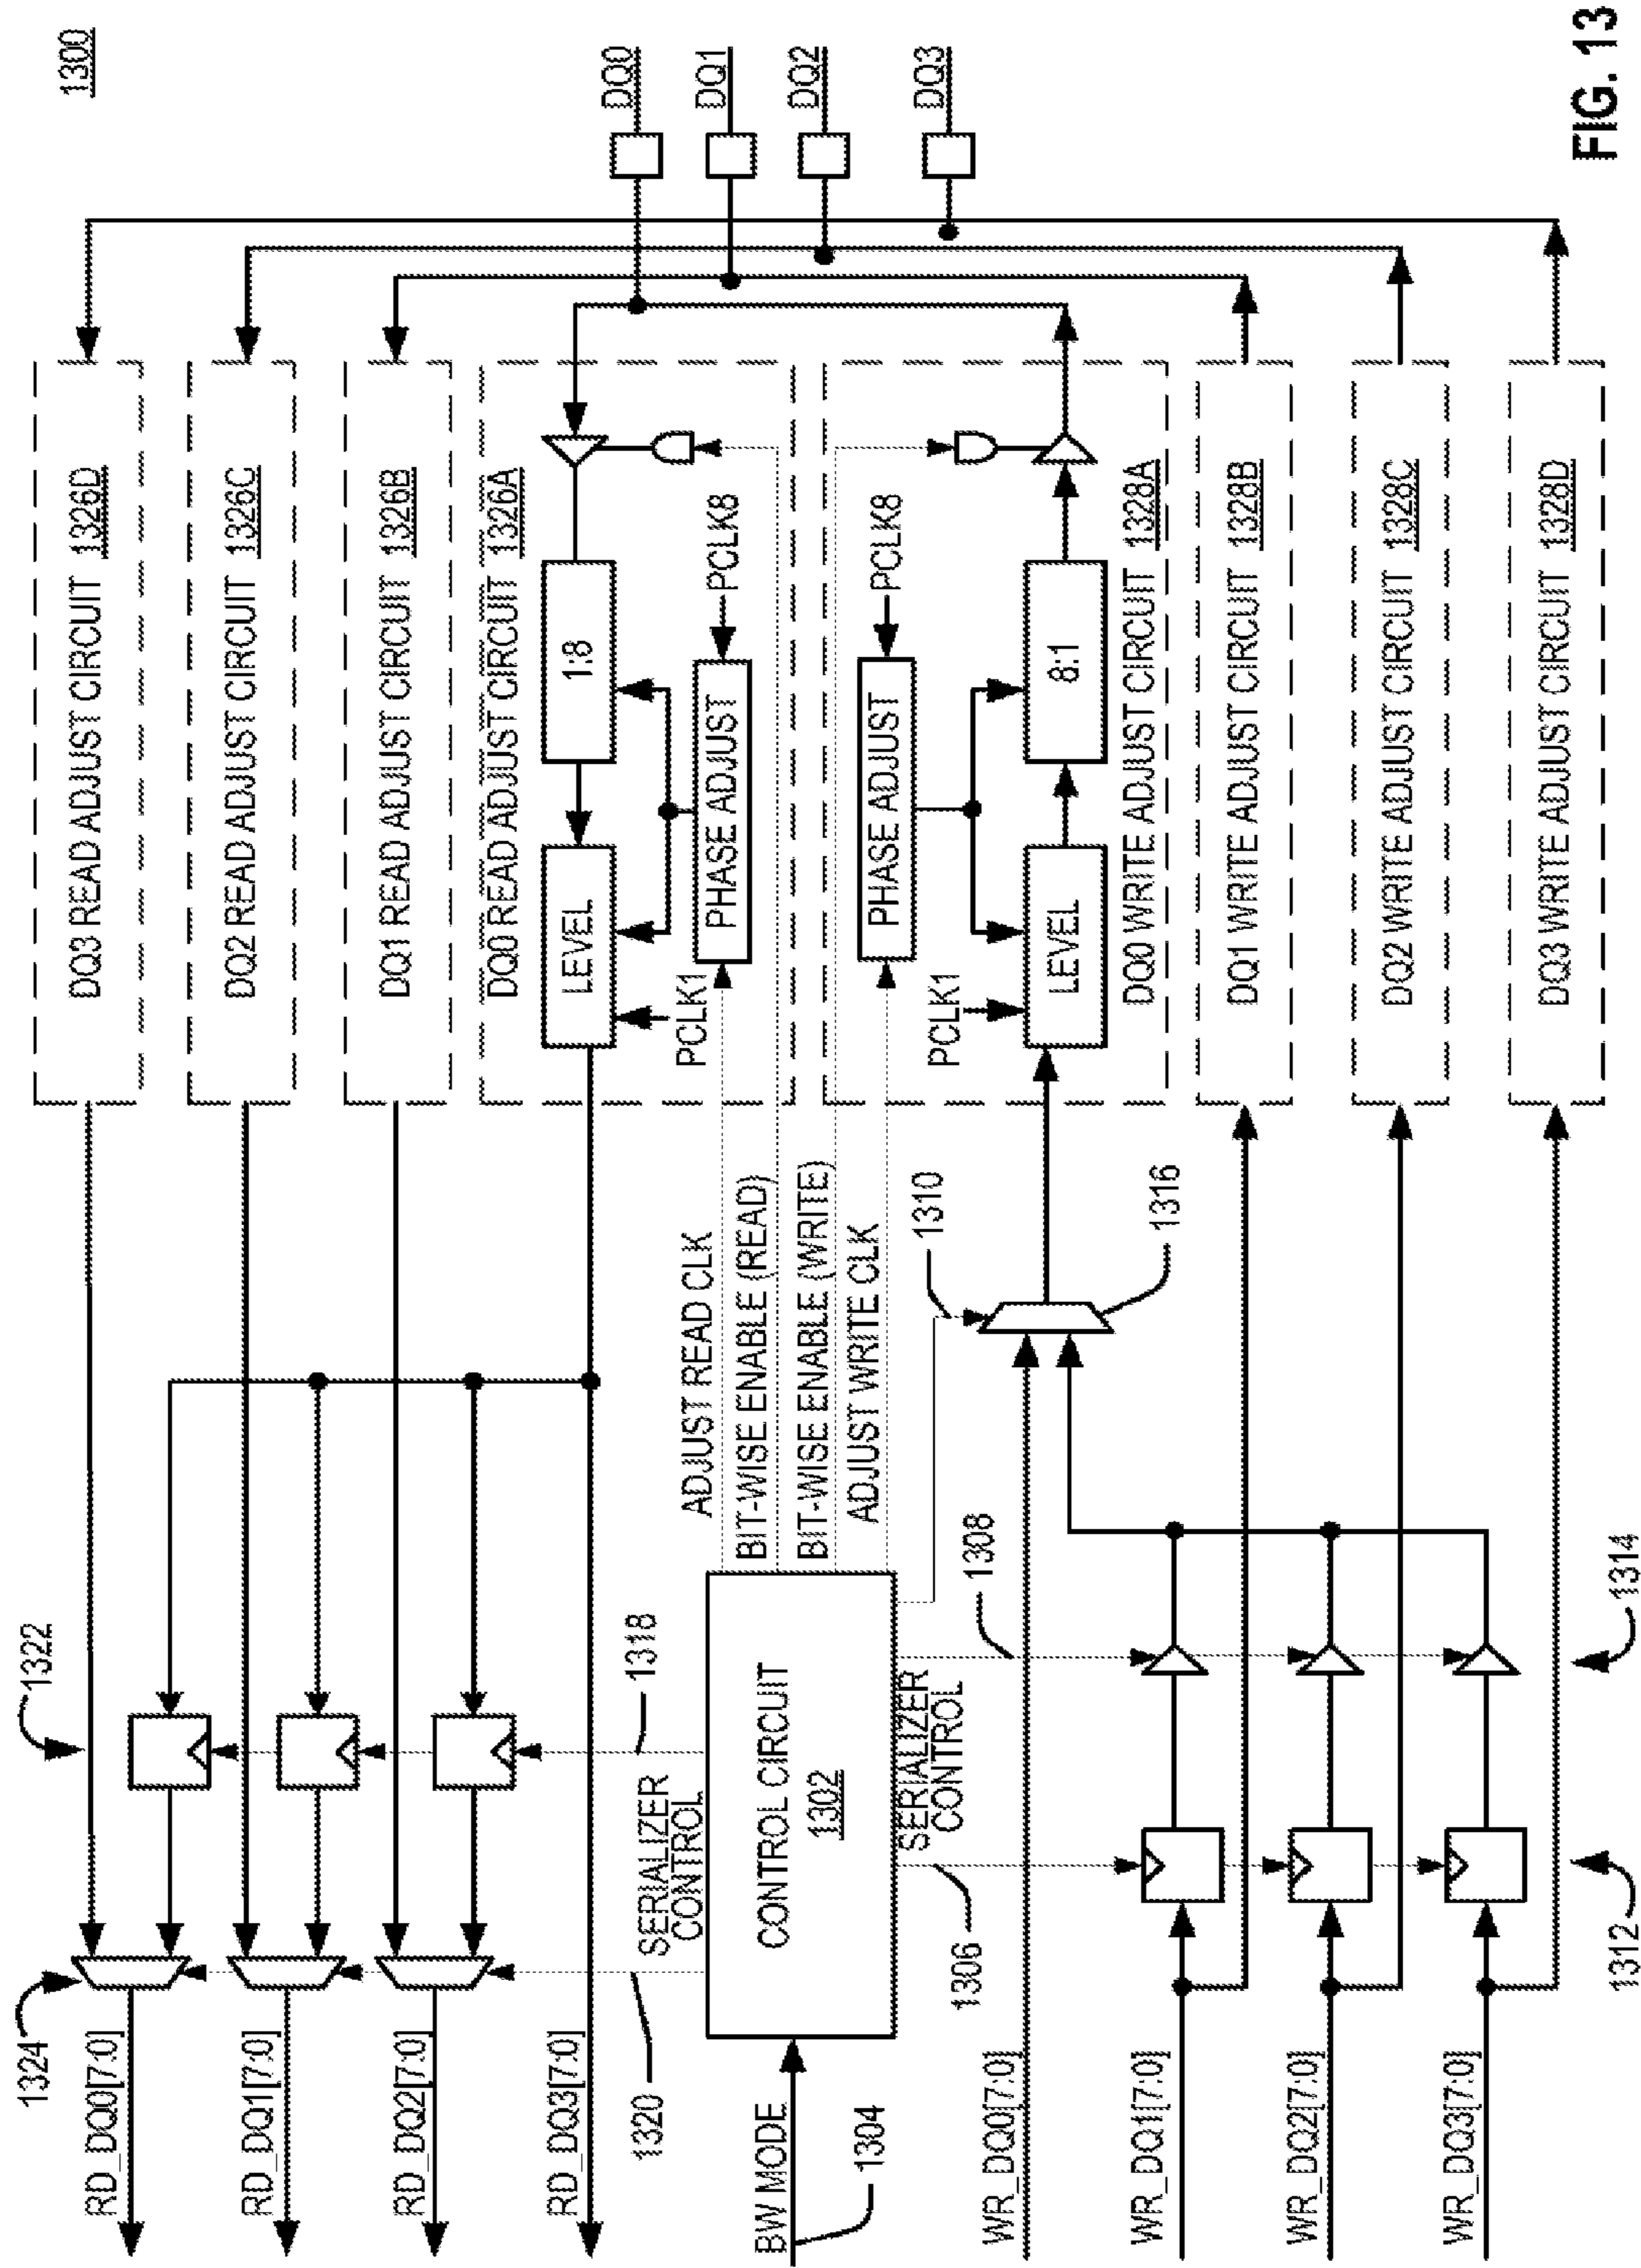 1300
1324
RD_DQ0[7:0]
RD_DQ1[7:0]
RD_DQ2[7:0]
RD_DQ3[7:0]
1322
1318
1320
SERIALIZER
CONTROL
DQ3 READ ADJUST CIRCUIT 1326D
DQ2 READ ADJUST CIRCUIT 1326C
DQ1 READ ADJUST CIRCUIT 1326B
DQ0 READ ADJUST CIRCUIT 1326A
LEVEL
1:8
PCLK1
PHASE ADJUST
PCLK8
DQ0
DQ1
DQ2
DQ3
BW MODE
1304
CONTROL CIRCUIT
1302
ADJUST READ CLK
BIT-WISE ENABLE (READ)
BIT-WISE ENABLE (WRITE)
ADJUST WRITE CLK
PHASE ADJUST
PCLK8
PCLK1
LEVEL
8:1
DQ0 WRITE ADJUST CIRCUIT 1328A
DQ1 WRITE ADJUST CIRCUIT 1328B
DQ2 WRITE ADJUST CIRCUIT 1328C
DQ3 WRITE ADJUST CIRCUIT 1328D
SERIALIZER
CONTROL
1306
1308
1310
1316
WR_DQ0[7:0]
WR_DQ1[7:0]
WR_DQ2[7:0]
WR_DQ3[7:0]
1312
1314
FIG. 13